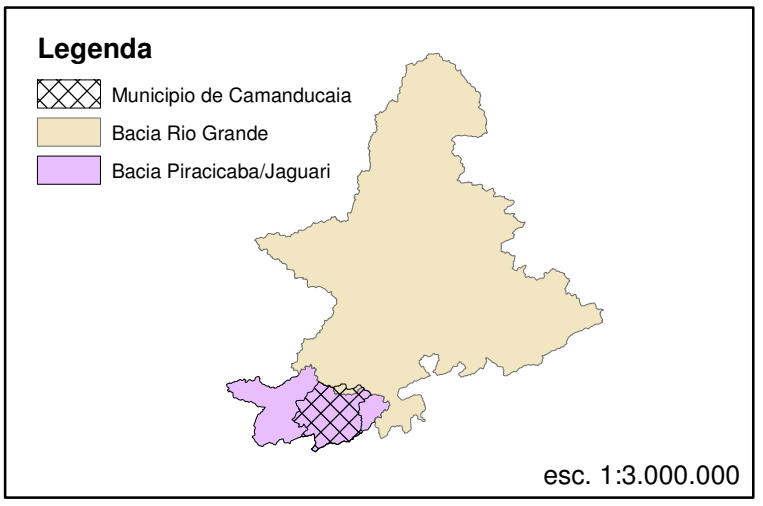 Legenda
Municipio de Camanducaia
Bacia Rio Grande
Bacia Piracicaba/Jaguari
esc. 1:3.000.000